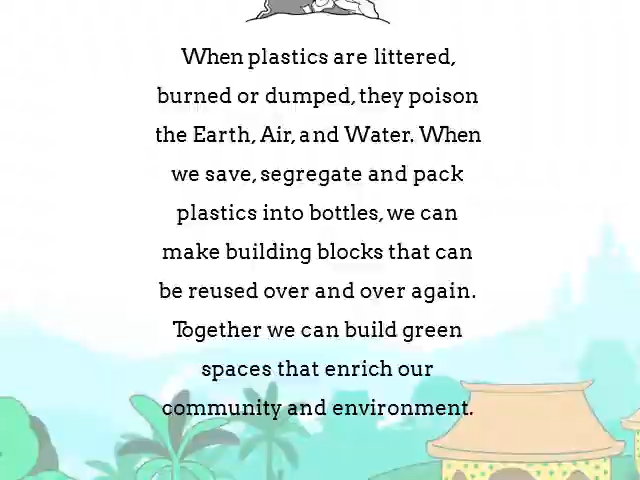 When plastics are littered,
burned or dumped, they poison
the Earth, Air, and Water. When
we save, segregate and pack
plastics into bottles, we can
make building blocks that can
be reused over and over again.
Together we can build green
spaces that enrich our
community and environment.